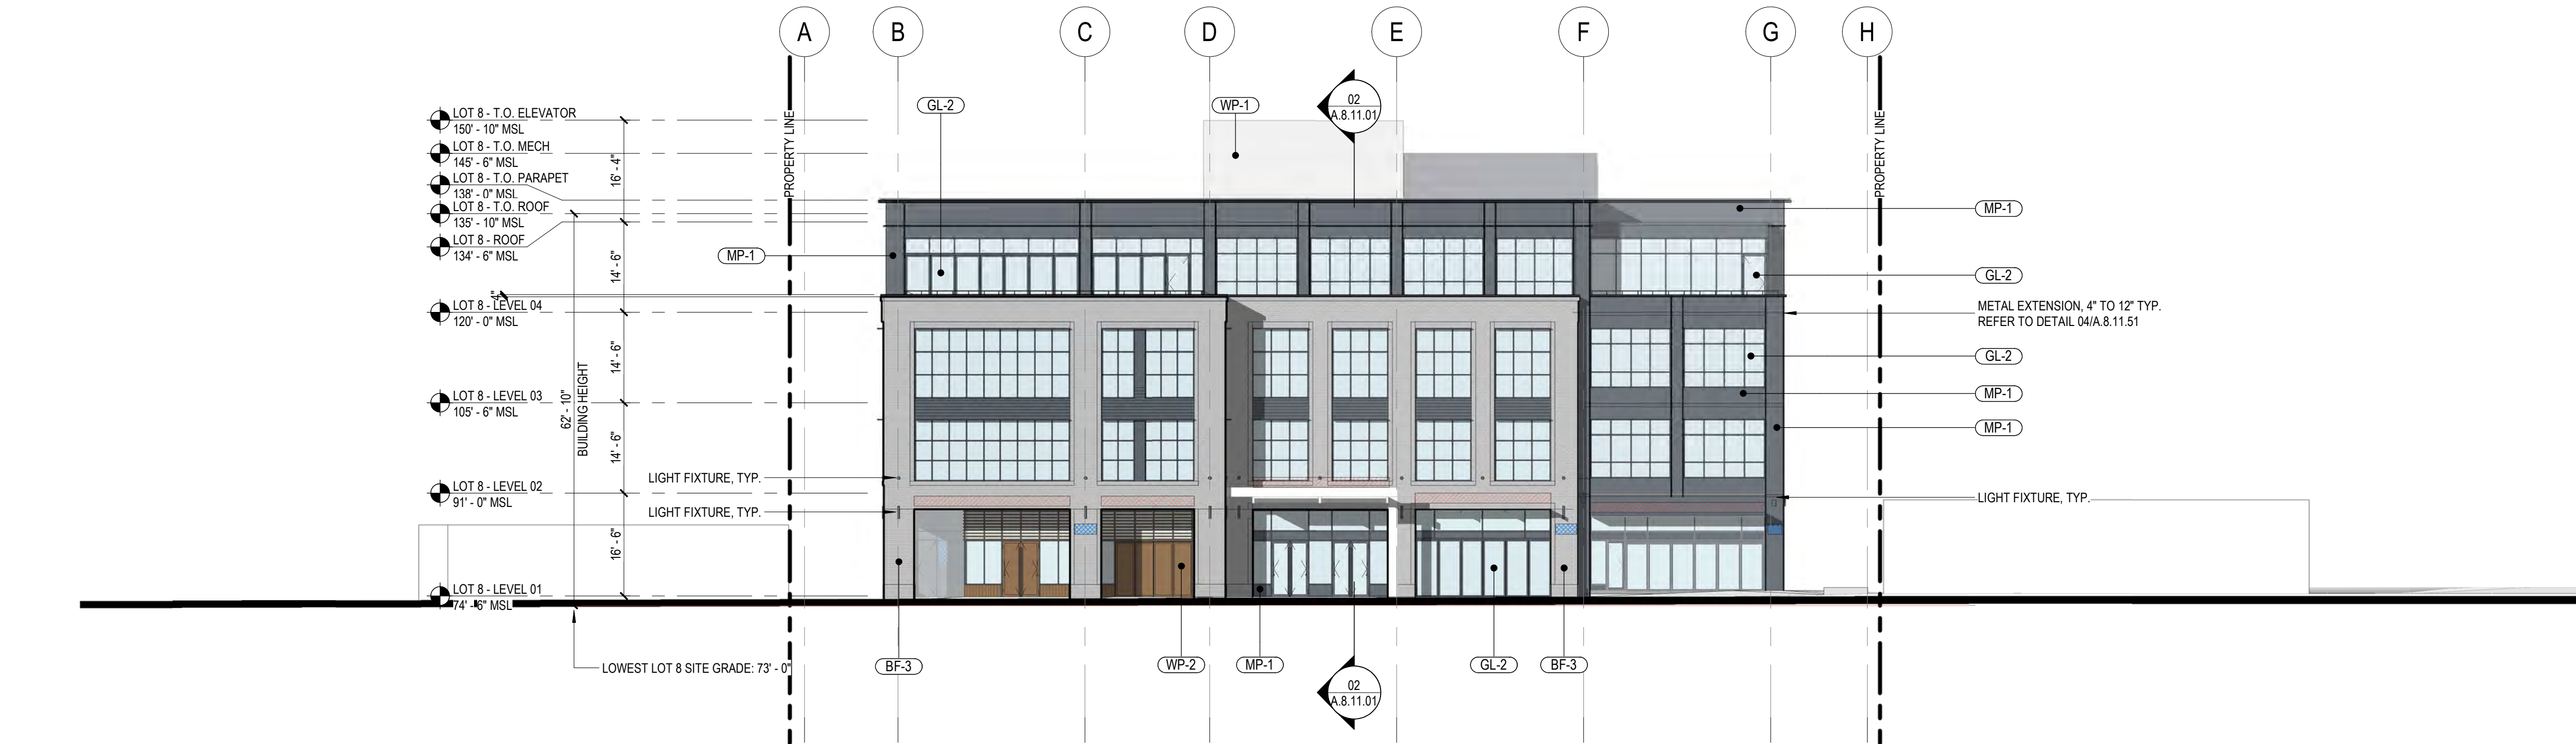 A
B
C
D
E
F
G
H
GL-2
WP-1
02
A.8.11.01
PROPERTY LINE
PROPERTY LINE
LOT 8 - T.O. ELEVATOR
150' - 10" MSL
LOT 8 - T.O. MECH
145' - 6" MSL
LOT 8 - T.O. PARAPET
138' - 0" MSL
LOT 8 - T.O. ROOF
135' - 10" MSL
LOT 8 - ROOF
134' - 6" MSL
LOT 8 - LEVEL 04
120' - 0" MSL
LOT 8 - LEVEL 03
105' - 6" MSL
LOT 8 - LEVEL 02
91' - 0" MSL
LOT 8 - LEVEL 01
74' - 6" MSL
16' - 4"
14' - 6"
4"
14' - 6"
14' - 6"
16' - 6"
62' - 10"
BUILDING HEIGHT
MP-1
LIGHT FIXTURE, TYP.
LIGHT FIXTURE, TYP.
MP-1
GL-2
METAL EXTENSION, 4" TO 12" TYP.
REFER TO DETAIL 04/A.8.11.51
GL-2
MP-1
MP-1
LIGHT FIXTURE, TYP.
LOWEST LOT 8 SITE GRADE: 73' - 0"
BF-3
WP-2
MP-1
GL-2
BF-3
02
A.8.11.01